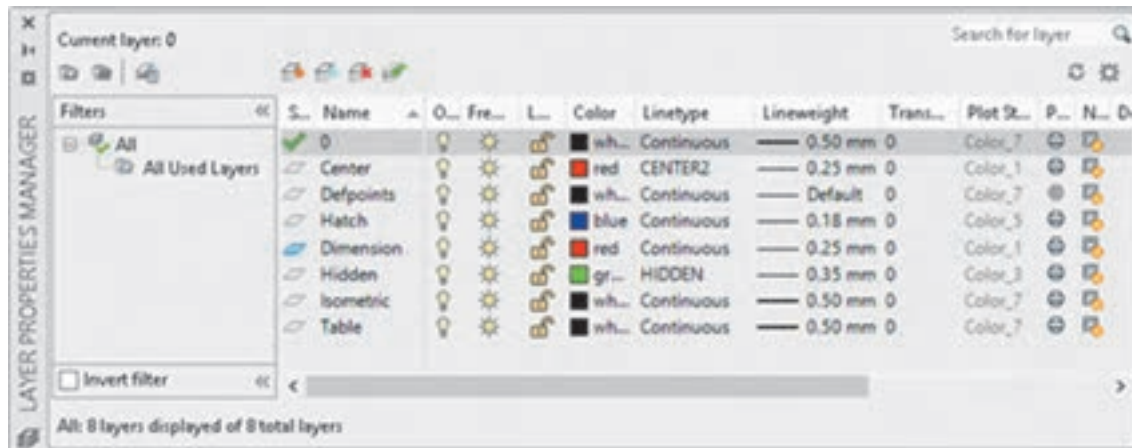 Current layer: 0
Search for layer
LAYER PROPERTIES MANAGER
Filters
All
All Used Layers
Invert filter
S... Name O... Fre... L... Color Linetype Lineweight Trans... Plot St... P... N... De
0 wh... Continuous 0.50 mm 0 Color_7
Center red CENTER2 0.25 mm 0 Color_1
Defpoints wh... Continuous Default 0 Color_7
Hatch blue Continuous 0.18 mm 0 Color_5
Dimension red Continuous 0.25 mm 0 Color_1
Hidden gr... HIDDEN 0.35 mm 0 Color_3
Isometric wh... Continuous 0.50 mm 0 Color_7
Table wh... Continuous 0.50 mm 0 Color_7
All: 8 layers displayed of 8 total layers